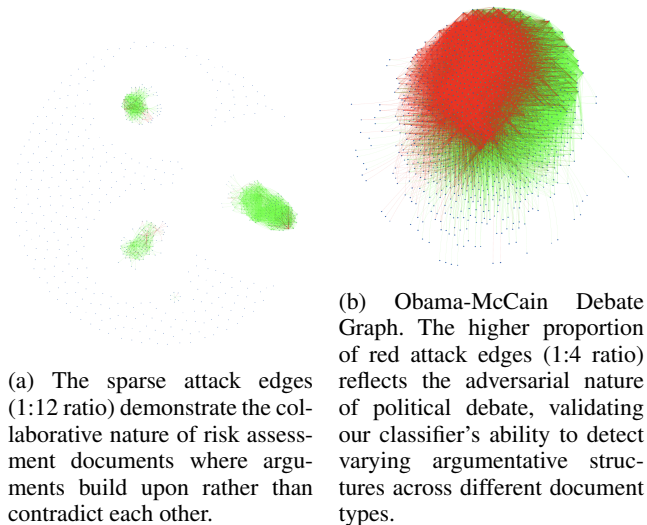 (a) The sparse attack edges
(1:12 ratio) demonstrate the col-
laborative nature of risk assess-
ment documents where argu-
ments build upon rather than
contradict each other.
(b) Obama-McCain Debate
Graph. The higher proportion
of red attack edges (1:4 ratio)
reflects the adversarial nature
of political debate, validating
our classifier's ability to detect
varying argumentative struc-
tures across different document
types.